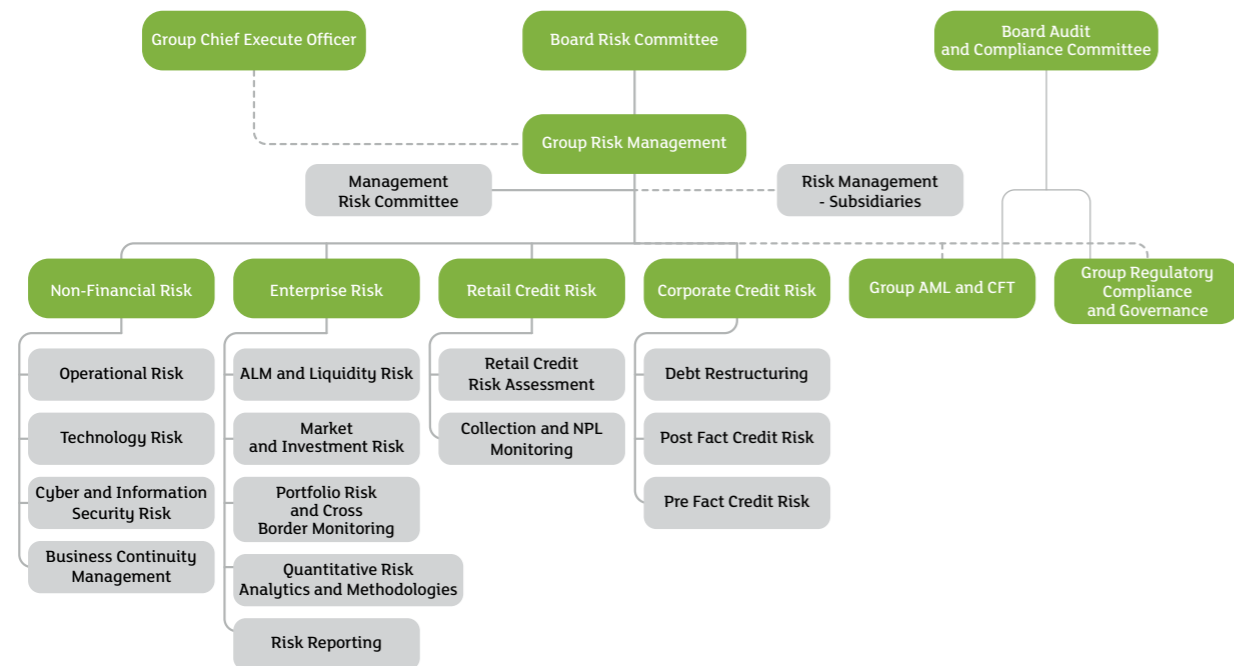 Group Chief Execute Officer
Board Risk Committee
Board Audit
and Compliance Committee
Group Risk Management
Management
Risk Committee
Risk Management
- Subsidiaries
Non-Financial Risk
Enterprise Risk
Retail Credit Risk
Corporate Credit Risk
Group AML and CFT
Group Regulatory
Compliance
and Governance
Operational Risk
Technology Risk
Cyber and Information
Security Risk
Business Continuity
Management
ALM and Liquidity Risk
Market
and Investment Risk
Portfolio Risk
and Cross
Border Monitoring
Quantitative Risk
Analytics and Methodologies
Risk Reporting
Retail Credit
Risk Assessment
Collection and NPL
Monitoring
Debt Restructuring
Post Fact Credit Risk
Pre Fact Credit Risk